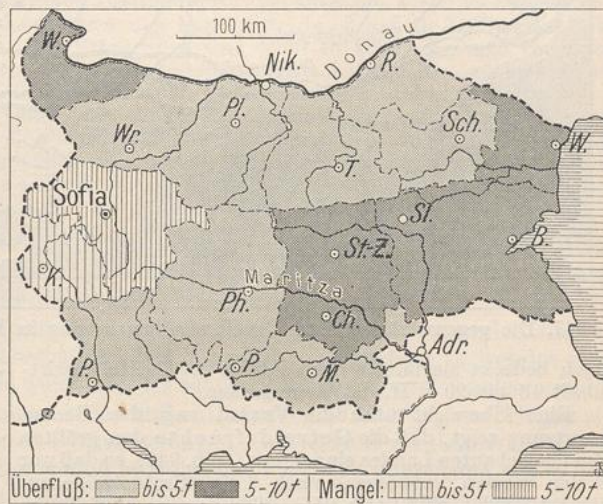 100 km
W.
Donau
Nik.
R.
Pl.
Wr.
Sch.
W.
T.
Sofia
Sl.
B.
St.-Z.
K.
Maritza
Ph.
Ch.
Adr.
P.
P.
M.
Überfluß: bis 5t 5-10t Mangel: bis 5t 5-10t